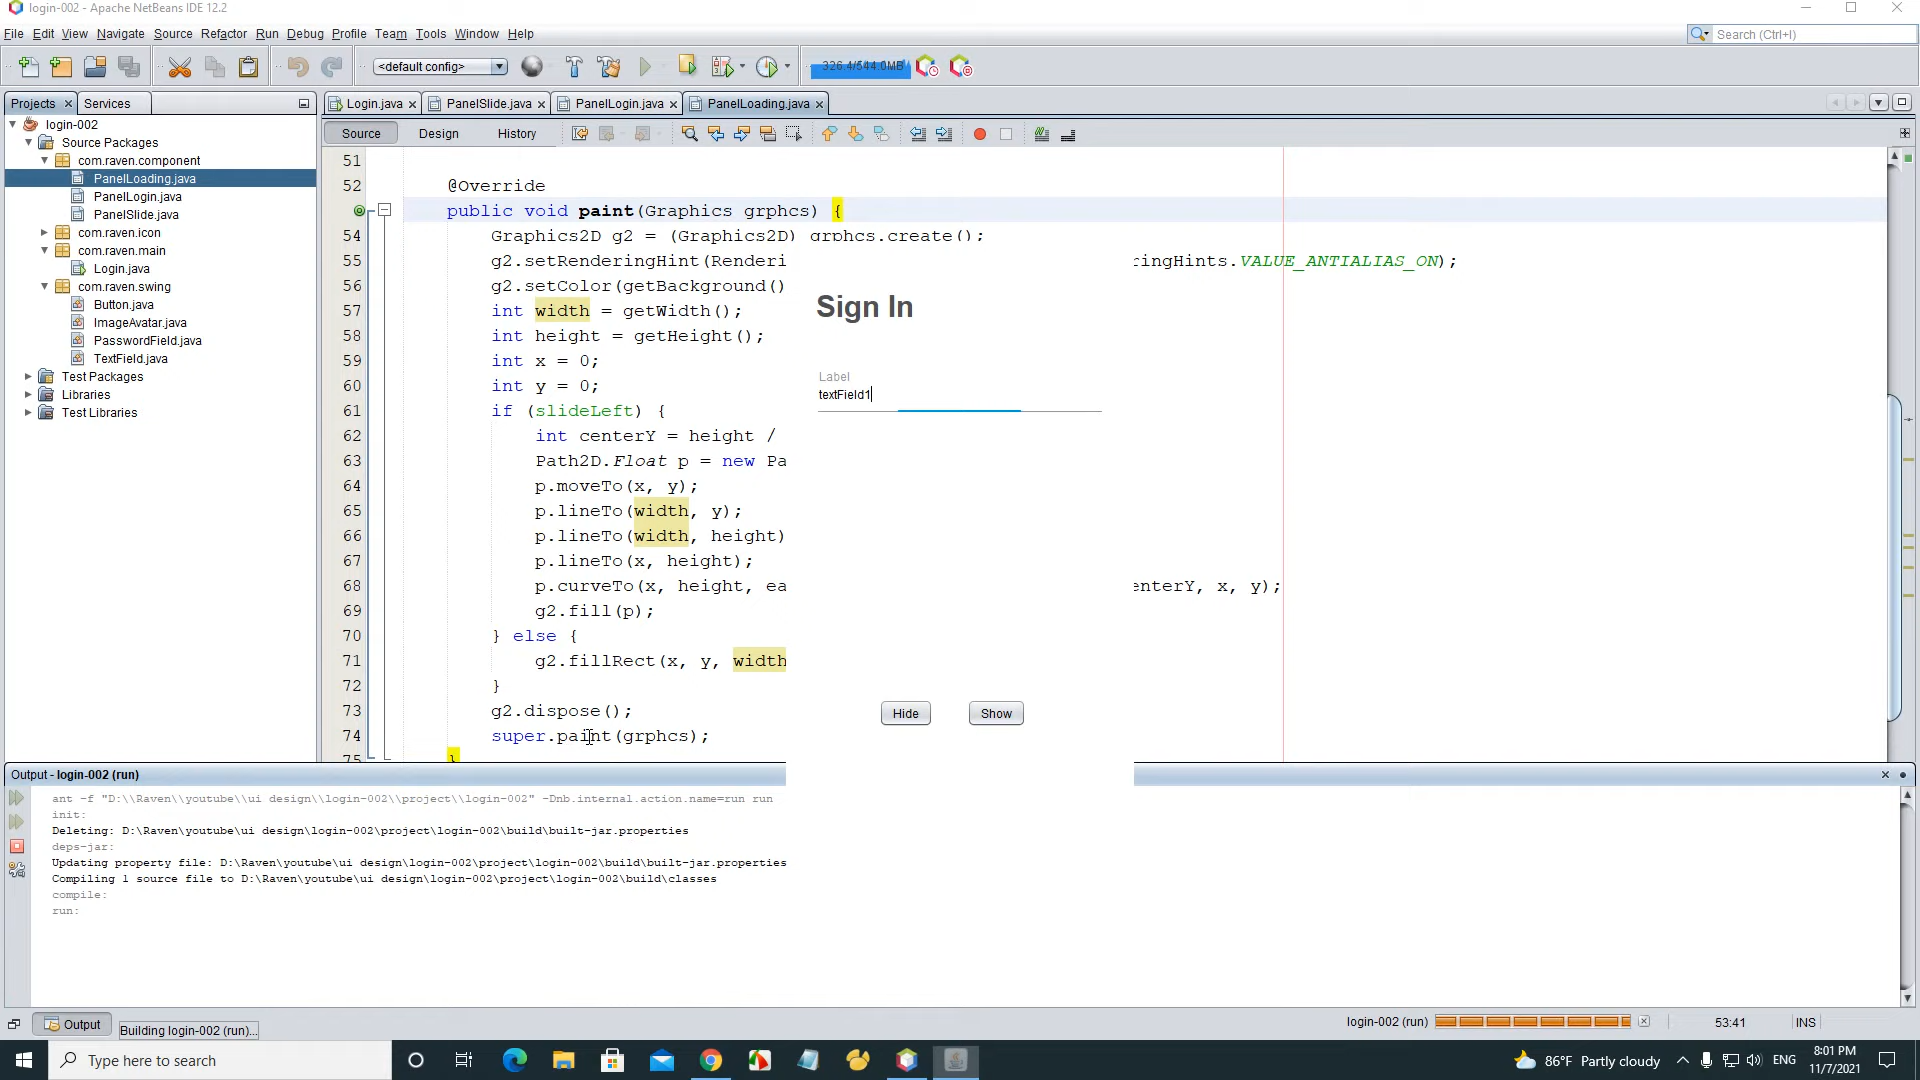 login-002 - Apache NetBeans IDE 12.2
File Edit View Navigate Source Refactor Run Debug Profile Team Tools Window Help
Search (Ctrl+I)
<default config>
326.4/544.0MB
Projects
Services
Login.java
PanelSlide.java
PanelLogin.java
PanelLoading.java
Source
Design
History
login-002
Source Packages
com.raven.component
PanelLoading.java
PanelLogin.java
PanelSlide.java
com.raven.icon
com.raven.main
Login.java
com.raven.swing
Button.java
ImageAvatar.java
PasswordField.java
TextField.java
Test Packages
Libraries
Test Libraries
51
52 @Override
public void paint(Graphics grphcs) {
54 Graphics2D g2 = (Graphics2D) grphcs.create();
55 g2.setRenderingHint(Renderi ringHints.VALUE_ANTIALIAS_ON);
56 g2.setColor(getBackground()
57 int width = getWidth();
58 int height = getHeight();
59 int x = 0;
60 int y = 0;
61 if (slideLeft) {
62 int centerY = height /
63 Path2D.Float p = new Pa
64 p.moveTo(x, y);
65 p.lineTo(width, y);
66 p.lineTo(width, height)
67 p.lineTo(x, height);
68 p.curveTo(x, height, ea enterY, x, y);
69 g2.fill(p);
70 } else {
71 g2.fillRect(x, y, width
72 }
73 g2.dispose();
74 super.paint(grphcs);
75 }
Sign In
Label
textField1
Hide
Show
Output - login-002 (run)
ant -f "D:\\Raven\\youtube\\ui design\\login-002\\project\\login-002" -Dnb.internal.action.name=run run
init:
Deleting: D:\Raven\youtube\ui design\login-002\project\login-002\build\built-jar.properties
deps-jar:
Updating property file: D:\Raven\youtube\ui design\login-002\project\login-002\build\built-jar.properties
Compiling 1 source file to D:\Raven\youtube\ui design\login-002\project\login-002\build\classes
compile:
run:
Output
Building login-002 (run)...
login-002 (run)
53:41
INS
Type here to search
86°F Partly cloudy
ENG
8:01 PM
11/7/2021